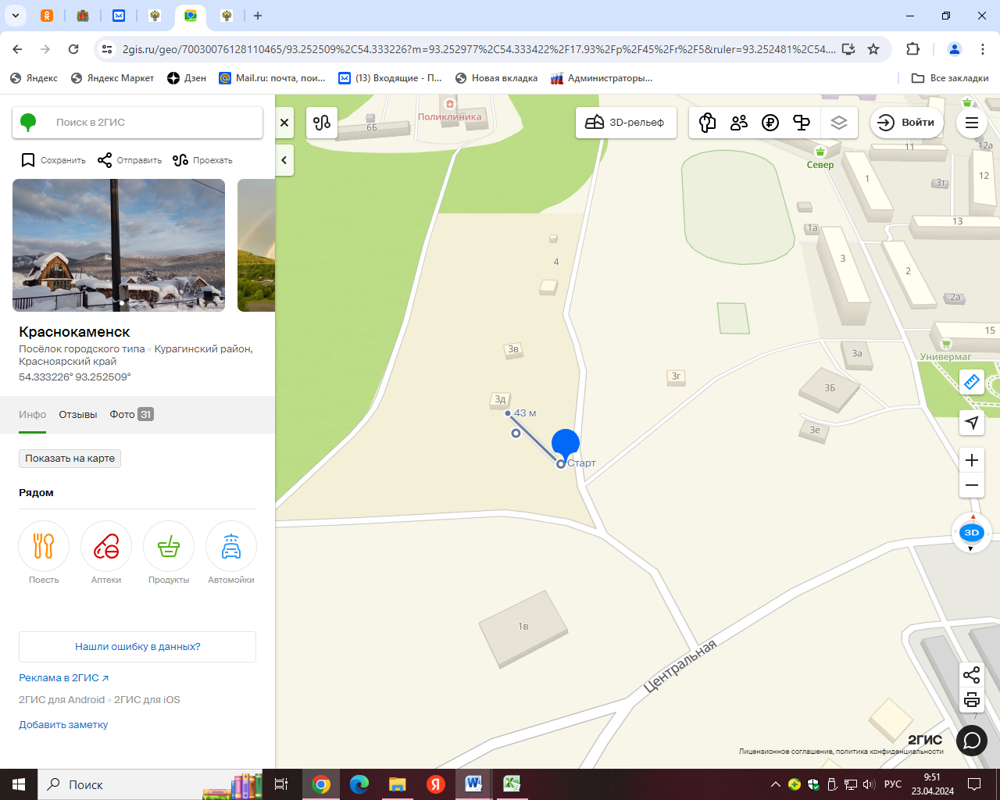 2gis.ru/geo/70030076128110465/93.252509%2C54.333226?m=93.252977%2C54.333422%2F17.93%2Fp%2F45%2Fr%2F5&ruler=93.252481%2C54....
Яндекс
Яндекс Маркет
Дзен
Mail.ru: почта, пои...
(13) Входящие - П...
Новая вкладка
Администраторы...
Все закладки
Поиск в 2ГИС
Сохранить
Отправить
Проехать
Краснокаменск
Посёлок городского типа • Курагинский район,
Красноярский край
54.333226° 93.252509°
Инфо
Отзывы
Фото 31
Показать на карте
Рядом
Поесть
Аптеки
Продукты
Автомойки
Нашли ошибку в данных?
Реклама в 2ГИС ↗
2ГИС для Android • 2ГИС для iOS
Добавить заметку
6Б
Поликлиника
3D-рельеф
Войти
Север
11
12а
1
12
3т
13
1а
4
3
2
2а
15
3в
3а
Универмаг
3г
3Б
3д
43 м
3е
Старт
3D
1в
Центральная
7
2ГИС
Лицензионное соглашение, политика конфиденциальности
Поиск
РУС
9:51
23.04.2024